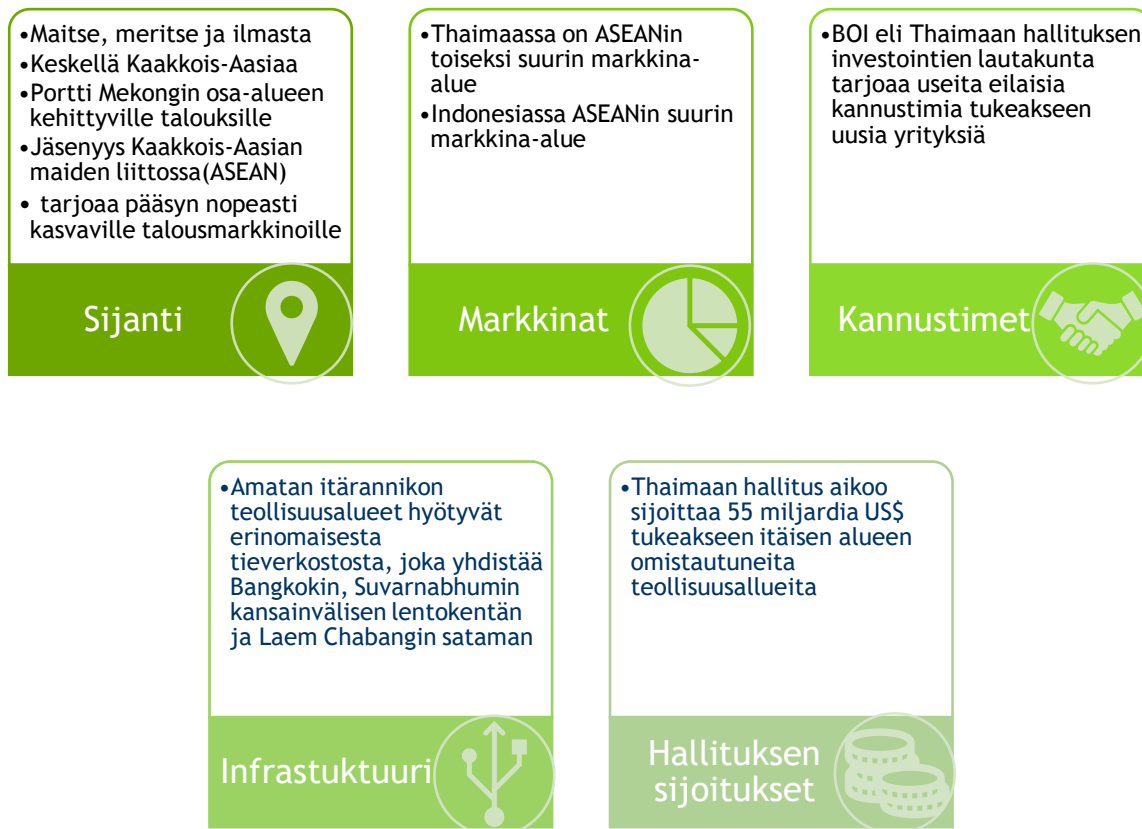 •Maitse, meritse ja ilmasta
•Keskellä Kaakkois-Aasiaa
•Portti Mekongin osa-alueen
kehittyville talouksille
•Jäsenyys Kaakkois-Aasian
maiden liittossa(ASEAN)
• tarjoaa pääsyn nopeasti
kasvaville talousmarkkinoille
Sijanti
•Thaimaassa on ASEANin
toiseksi suurin markkina-
alue
•Indonesiassa ASEANin suurin
markkina-alue
Markkinat
•BOI eli Thaimaan hallituksen
investointien lautakunta
tarjoaa useita eilaisia
kannustimia tukeakseen
uusia yrityksiä
Kannustimet
•Amatan itärannikon
teollisuusalueet hyötyvät
erinomaisesta
tieverkostosta, joka yhdistää
Bangkokin, Suvarnabhumin
kansainvälisen lentokentän
ja Laem Chabangin sataman
Infrastuktuuri
•Thaimaan hallitus aikoo
sijoittaa 55 miljardia US$
tukeakseen itäisen alueen
omistautuneita
teollisuusallueita
Hallituksen
sijoitukset